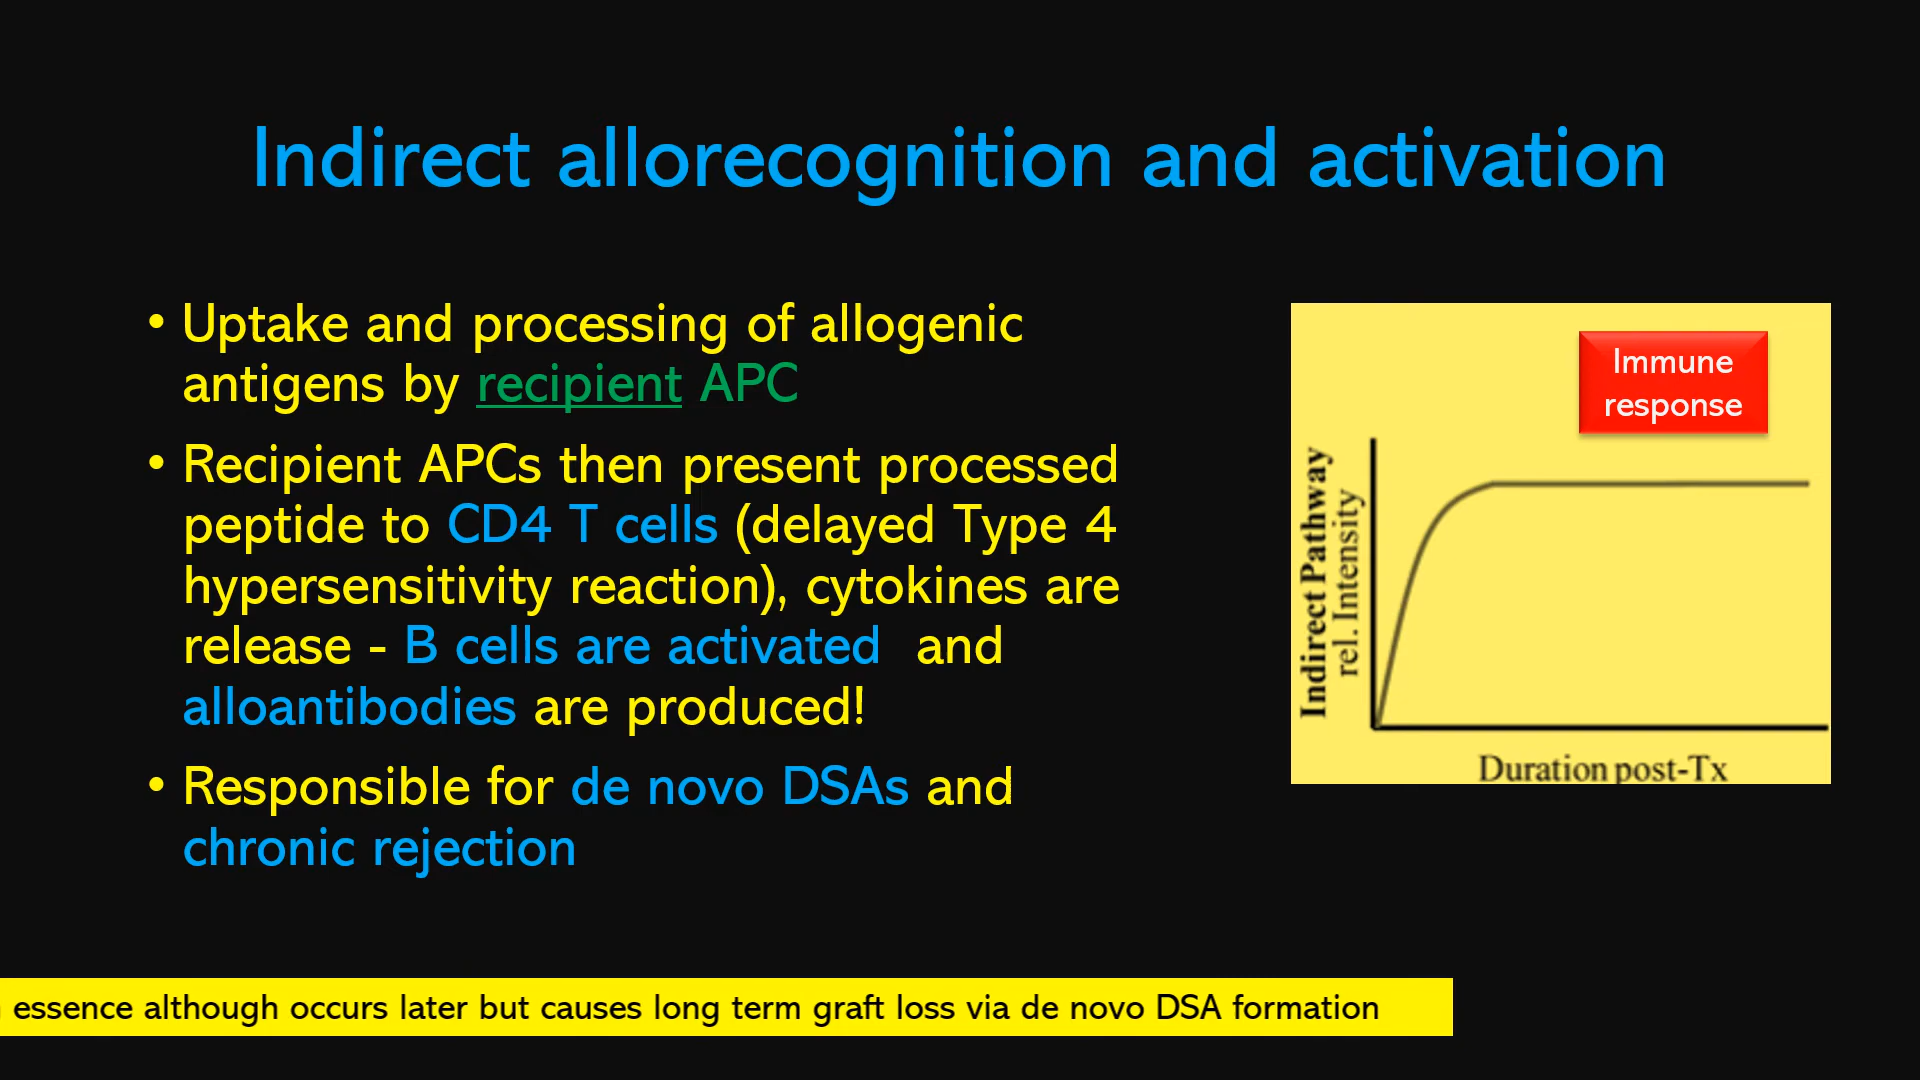 Indirect allorecognition and activation
• Uptake and processing of allogenic
antigens by recipient APC
• Recipient APCs then present processed
peptide to CD4 T cells (delayed Type 4
hypersensitivity reaction), cytokines are
release - B cells are activated and
alloantibodies are produced!
• Responsible for de novo DSAs and
chronic rejection
Immune
response
Indirect Pathway
rel. Intensity
Duration post-Tx
essence although occurs later but causes long term graft loss via de novo DSA formation